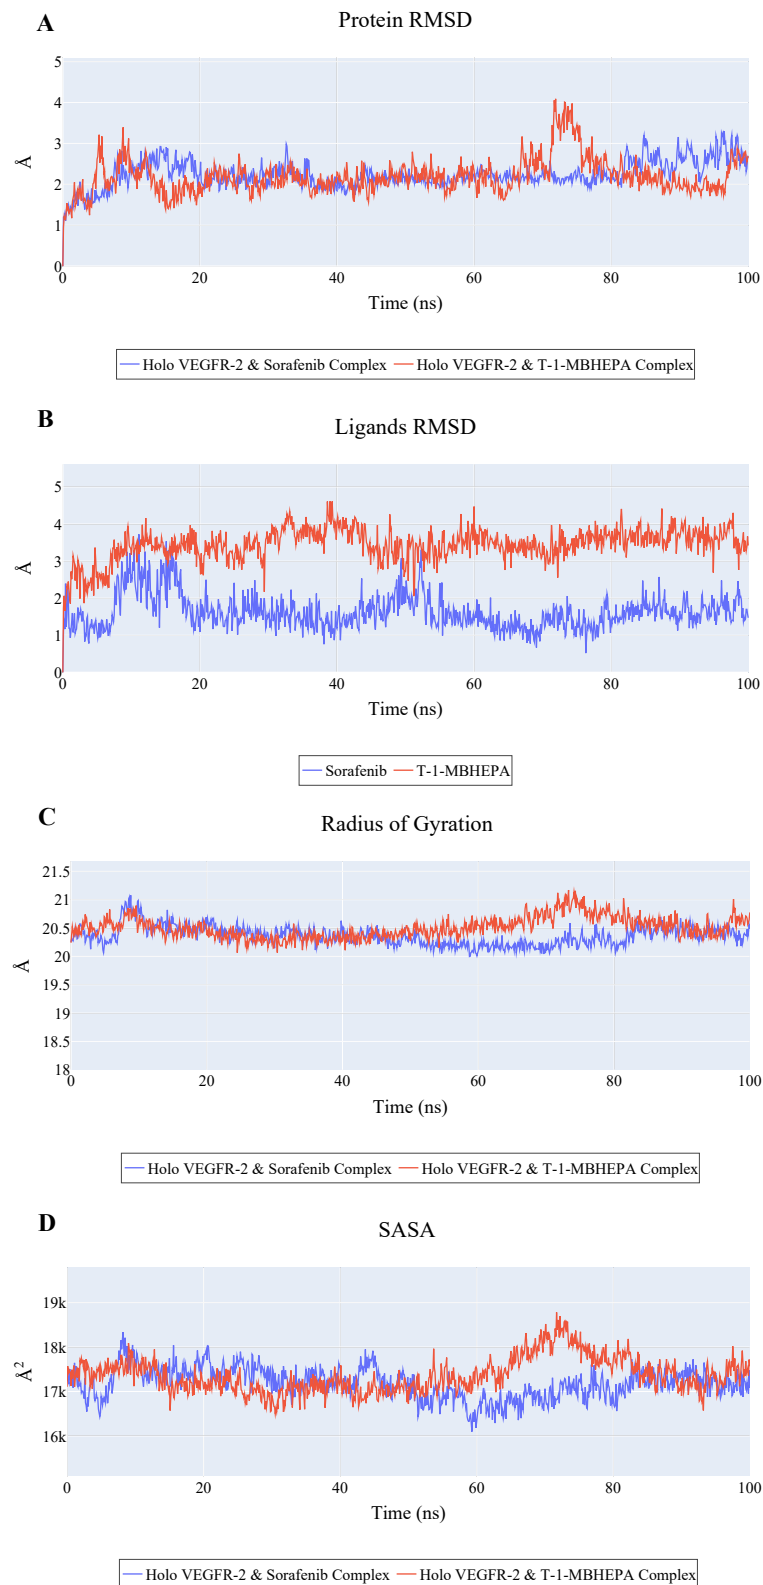 A
Protein RMSD
5
4
3
2
1
0
Å
0 20 40 60 80 100
Time (ns)
Holo VEGFR-2 & Sorafenib Complex Holo VEGFR-2 & T-1-MBHEPA Complex
B
Ligands RMSD
5
4
3
2
1
0
Å
0 20 40 60 80 100
Time (ns)
Sorafenib T-1-MBHEPA
C
Radius of Gyration
21.5
21
20.5
20
19.5
19
18.5
18
Å
0 20 40 60 80 100
Time (ns)
Holo VEGFR-2 & Sorafenib Complex Holo VEGFR-2 & T-1-MBHEPA Complex
D
SASA
19k
18k
17k
16k
Å²
0 20 40 60 80 100
Time (ns)
Holo VEGFR-2 & Sorafenib Complex Holo VEGFR-2 & T-1-MBHEPA Complex